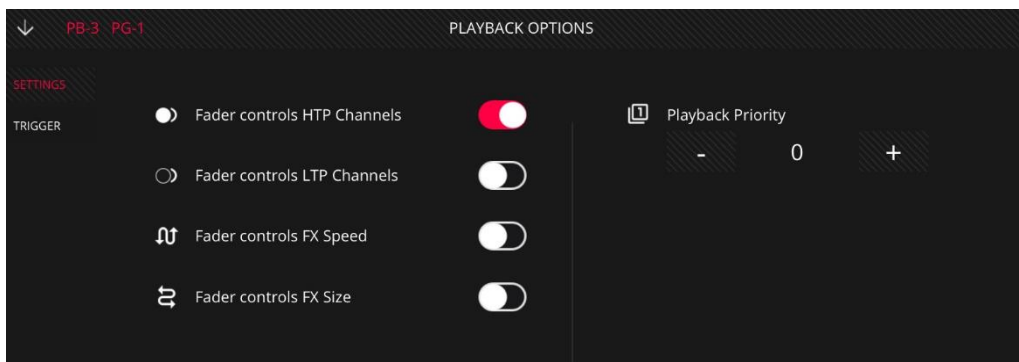 PB-3 PG-1
PLAYBACK OPTIONS
SETTINGS
TRIGGER
Fader controls HTP Channels
Fader controls LTP Channels
Fader controls FX Speed
Fader controls FX Size
1 Playback Priority
- 0 +